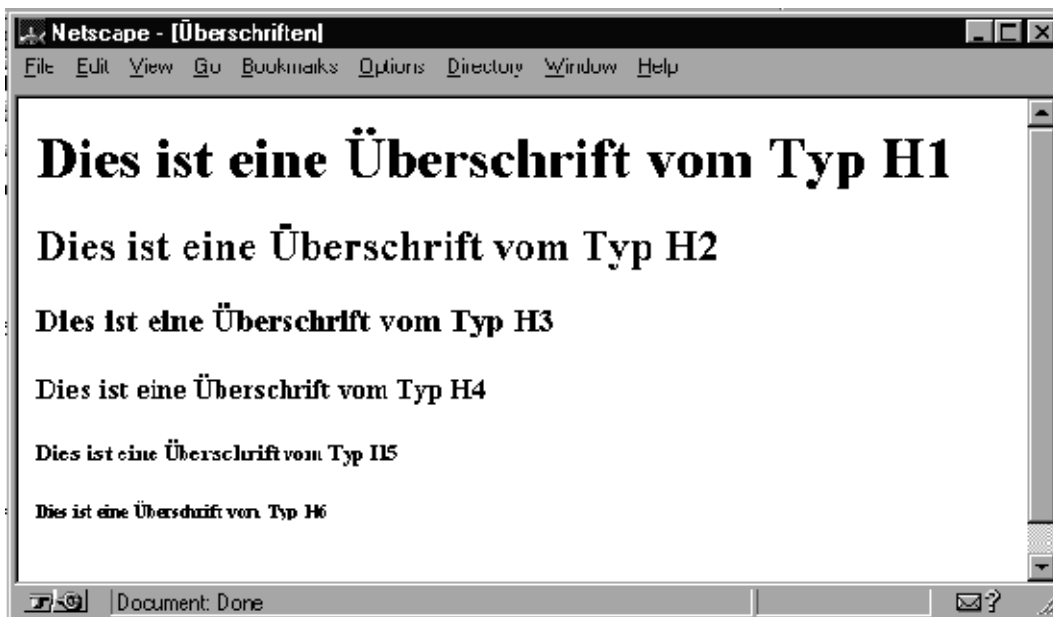 Netscape - [Überschriften]
File Edit View Go Bookmarks Options Directory Window Help
Dies ist eine Überschrift vom Typ H1
Dies ist eine Überschrift vom Typ H2
Dies ist eine Überschrift vom Typ H3
Dies ist eine Überschrift vom Typ H4
Dies ist eine Überschrift vom Typ H5
Dies ist eine Überschrift vom Typ H6
Document: Done